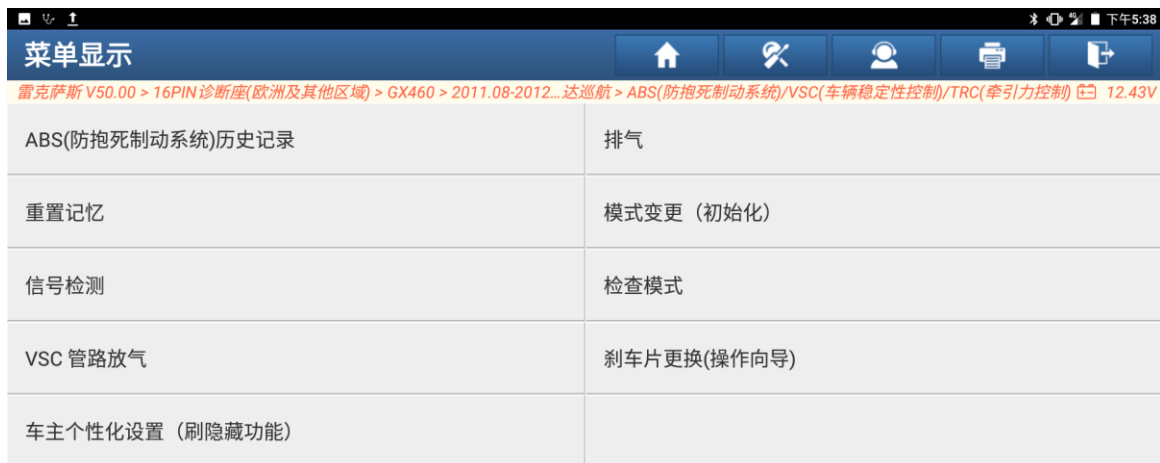 4G 下午5:38
菜单显示
雷克萨斯 V50.00 > 16PIN诊断座(欧洲及其他区域) > GX460 > 2011.08-2012...达巡航 > ABS(防抱死制动系统)/VSC(车辆稳定性控制)/TRC(牵引力控制) 12.43V
ABS(防抱死制动系统)历史记录
排气
重置记忆
模式变更（初始化）
信号检测
检查模式
VSC 管路放气
刹车片更换(操作向导)
车主个性化设置（刷隐藏功能）